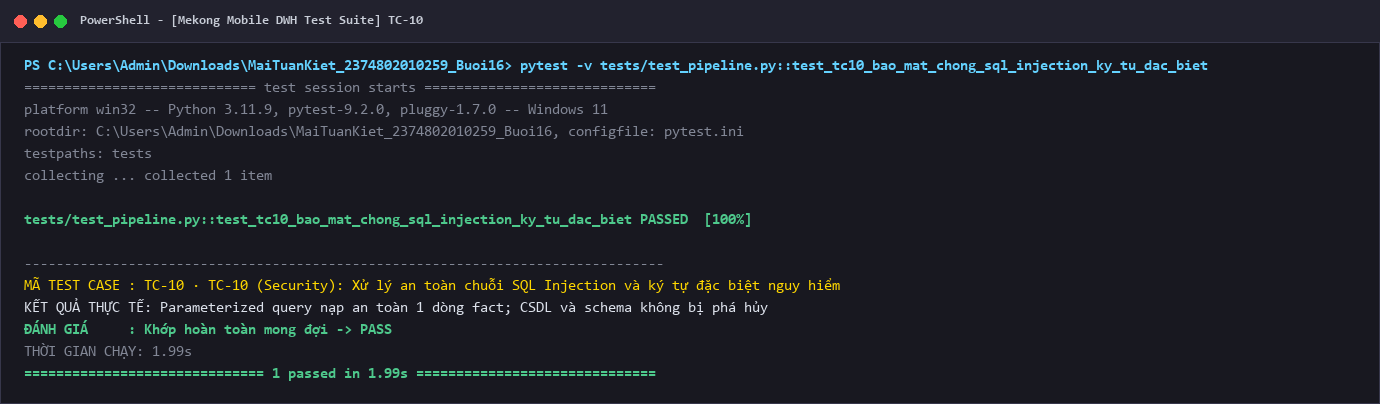 PowerShell - [Mekong Mobile DWH Test Suite] TC-10
PS C:\Users\Admin\Downloads\MaiTuanKiet_2374802010259_Buoi16> pytest -v tests/test_pipeline.py::test_tc10_bao_mat_chong_sql_injection_ky_tu_dac_biet
============================= test session starts =============================
platform win32 -- Python 3.11.9, pytest-9.2.0, pluggy-1.7.0 -- Windows 11
rootdir: C:\Users\Admin\Downloads\MaiTuanKiet_2374802010259_Buoi16, configfile: pytest.ini
testpaths: tests
collecting ... collected 1 item
tests/test_pipeline.py::test_tc10_bao_mat_chong_sql_injection_ky_tu_dac_biet PASSED  [100%]
--------------------------------------------------------------------------------
MÃ TEST CASE : TC-10 · TC-10 (Security): Xử lý an toàn chuỗi SQL Injection và ký tự đặc biệt nguy hiểm
KẾT QUẢ THỰC TẾ: Parameterized query nạp an toàn 1 dòng fact; CSDL và schema không bị phá hủy
ĐÁNH GIÁ     : Khớp hoàn toàn mong đợi -> PASS
THỜI GIAN CHẠY: 1.99s
============================== 1 passed in 1.99s ==============================